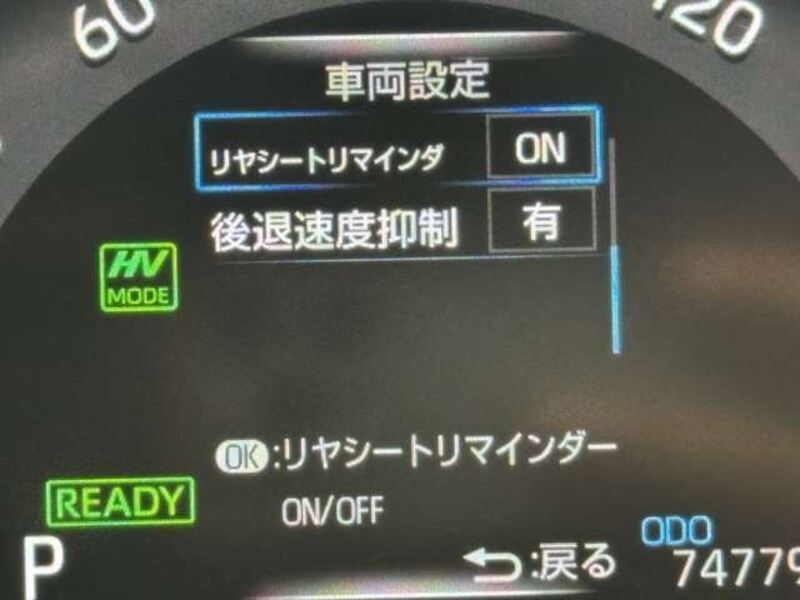 60
120
車両設定
リヤシートリマインダ ON
後退速度抑制 有
HV
MODE
OK:リヤシートリマインダー
ON/OFF
READY
ODO
P
:戻る
74779